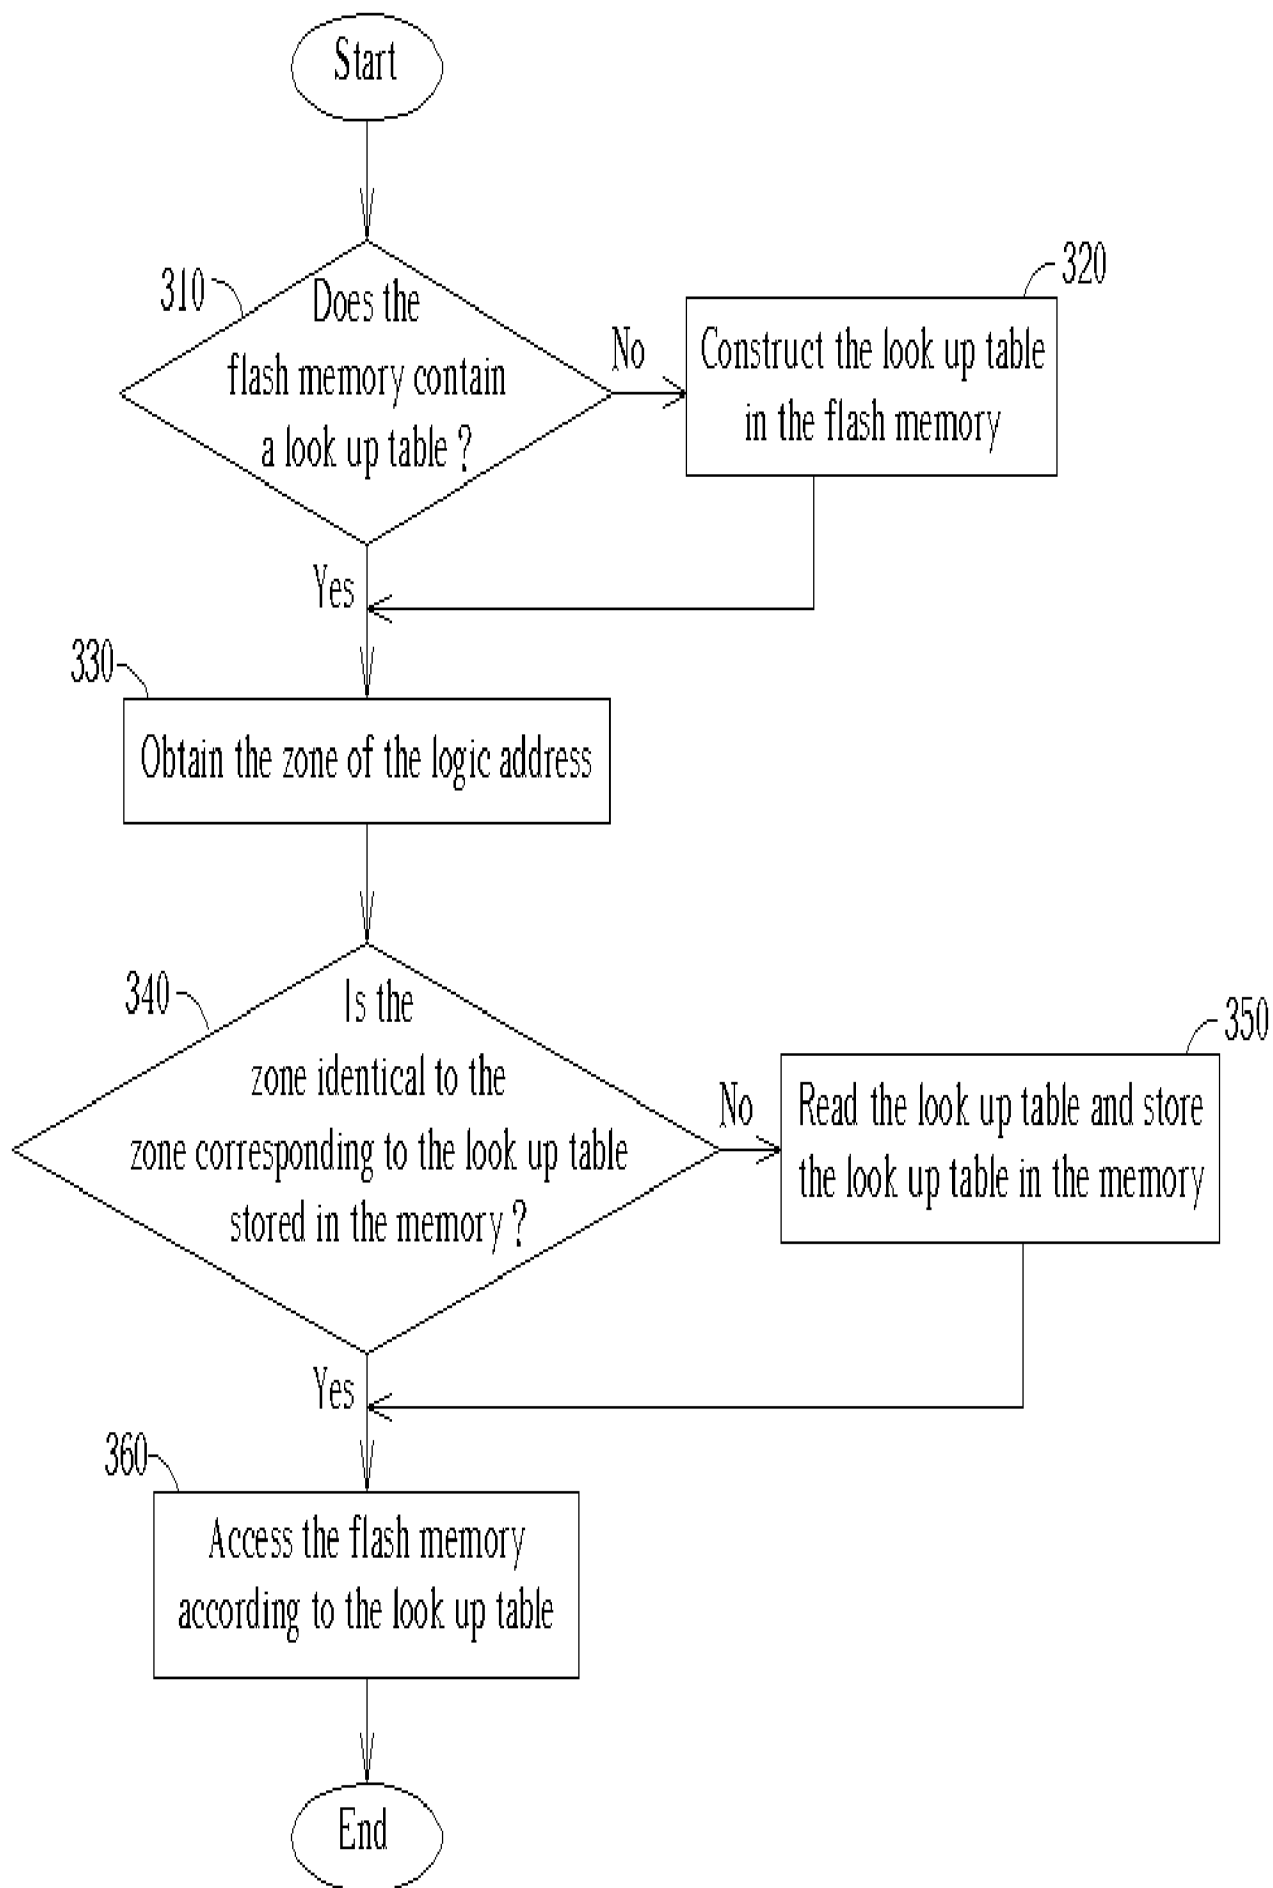 Start
310
Does the
flash memory contain
a look up table ?
No
320
Construct the look up table
in the flash memory
Yes
330
Obtain the zone of the logic address
340
Is the
zone identical to the
zone corresponding to the look up table
stored in the memory ?
No
350
Read the look up table and store
the look up table in the memory
Yes
360
Access the flash memory
according to the look up table
End